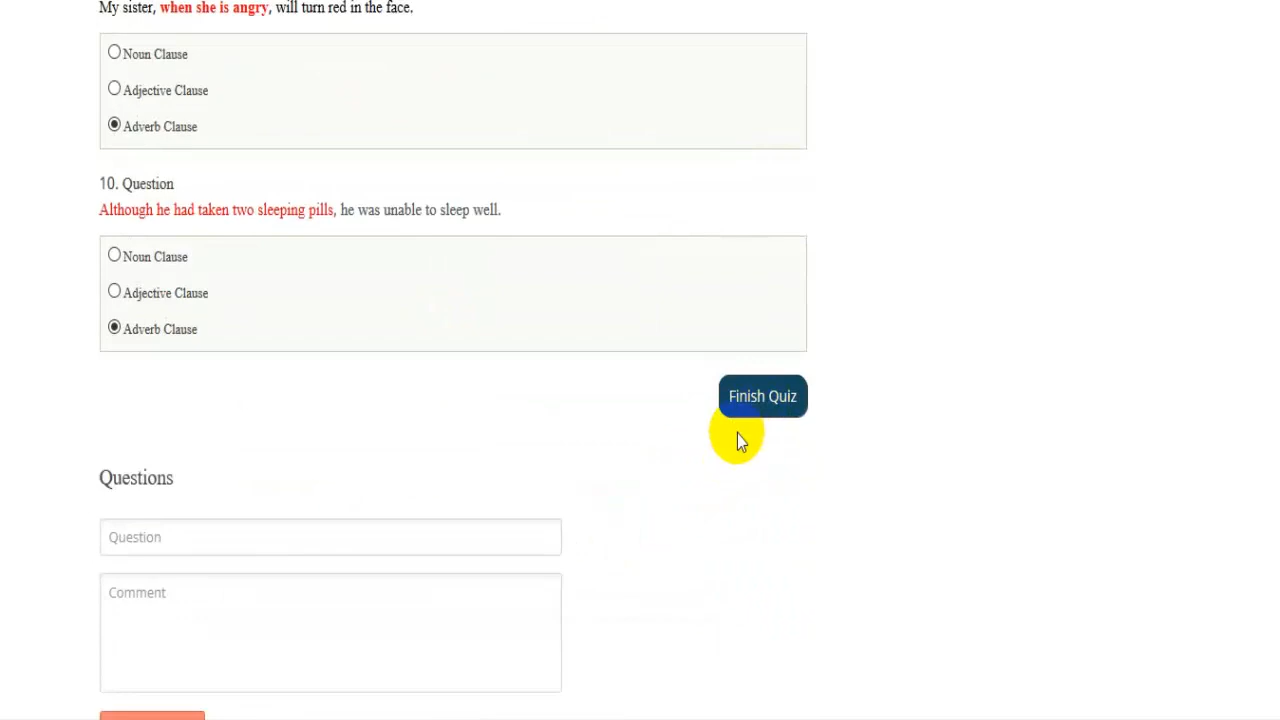 My sister, when she is angry, will turn red in the face.
Noun Clause
Adjective Clause
Adverb Clause
10. Question
Although he had taken two sleeping pills, he was unable to sleep well.
Noun Clause
Adjective Clause
Adverb Clause
Finish Quiz
Questions
Question
Comment